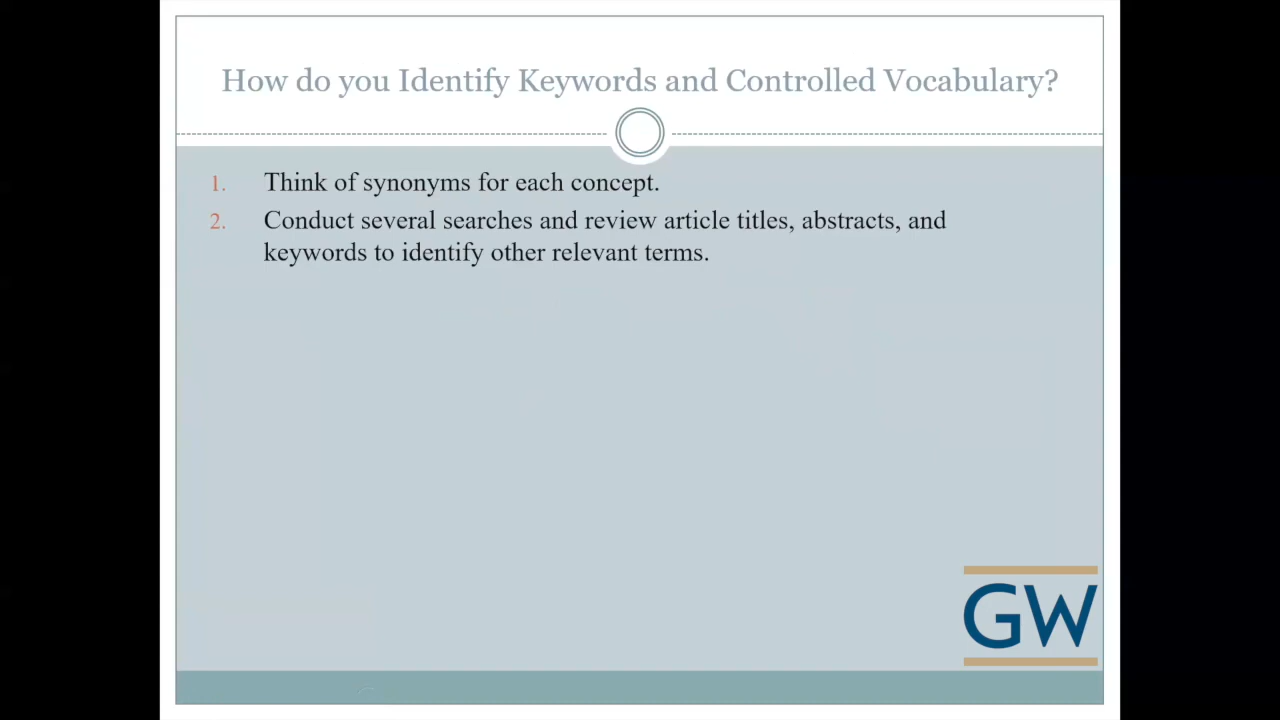 How do you Identify Keywords and Controlled Vocabulary?
1. Think of synonyms for each concept.
2. Conduct several searches and review article titles, abstracts, and
keywords to identify other relevant terms.
GW